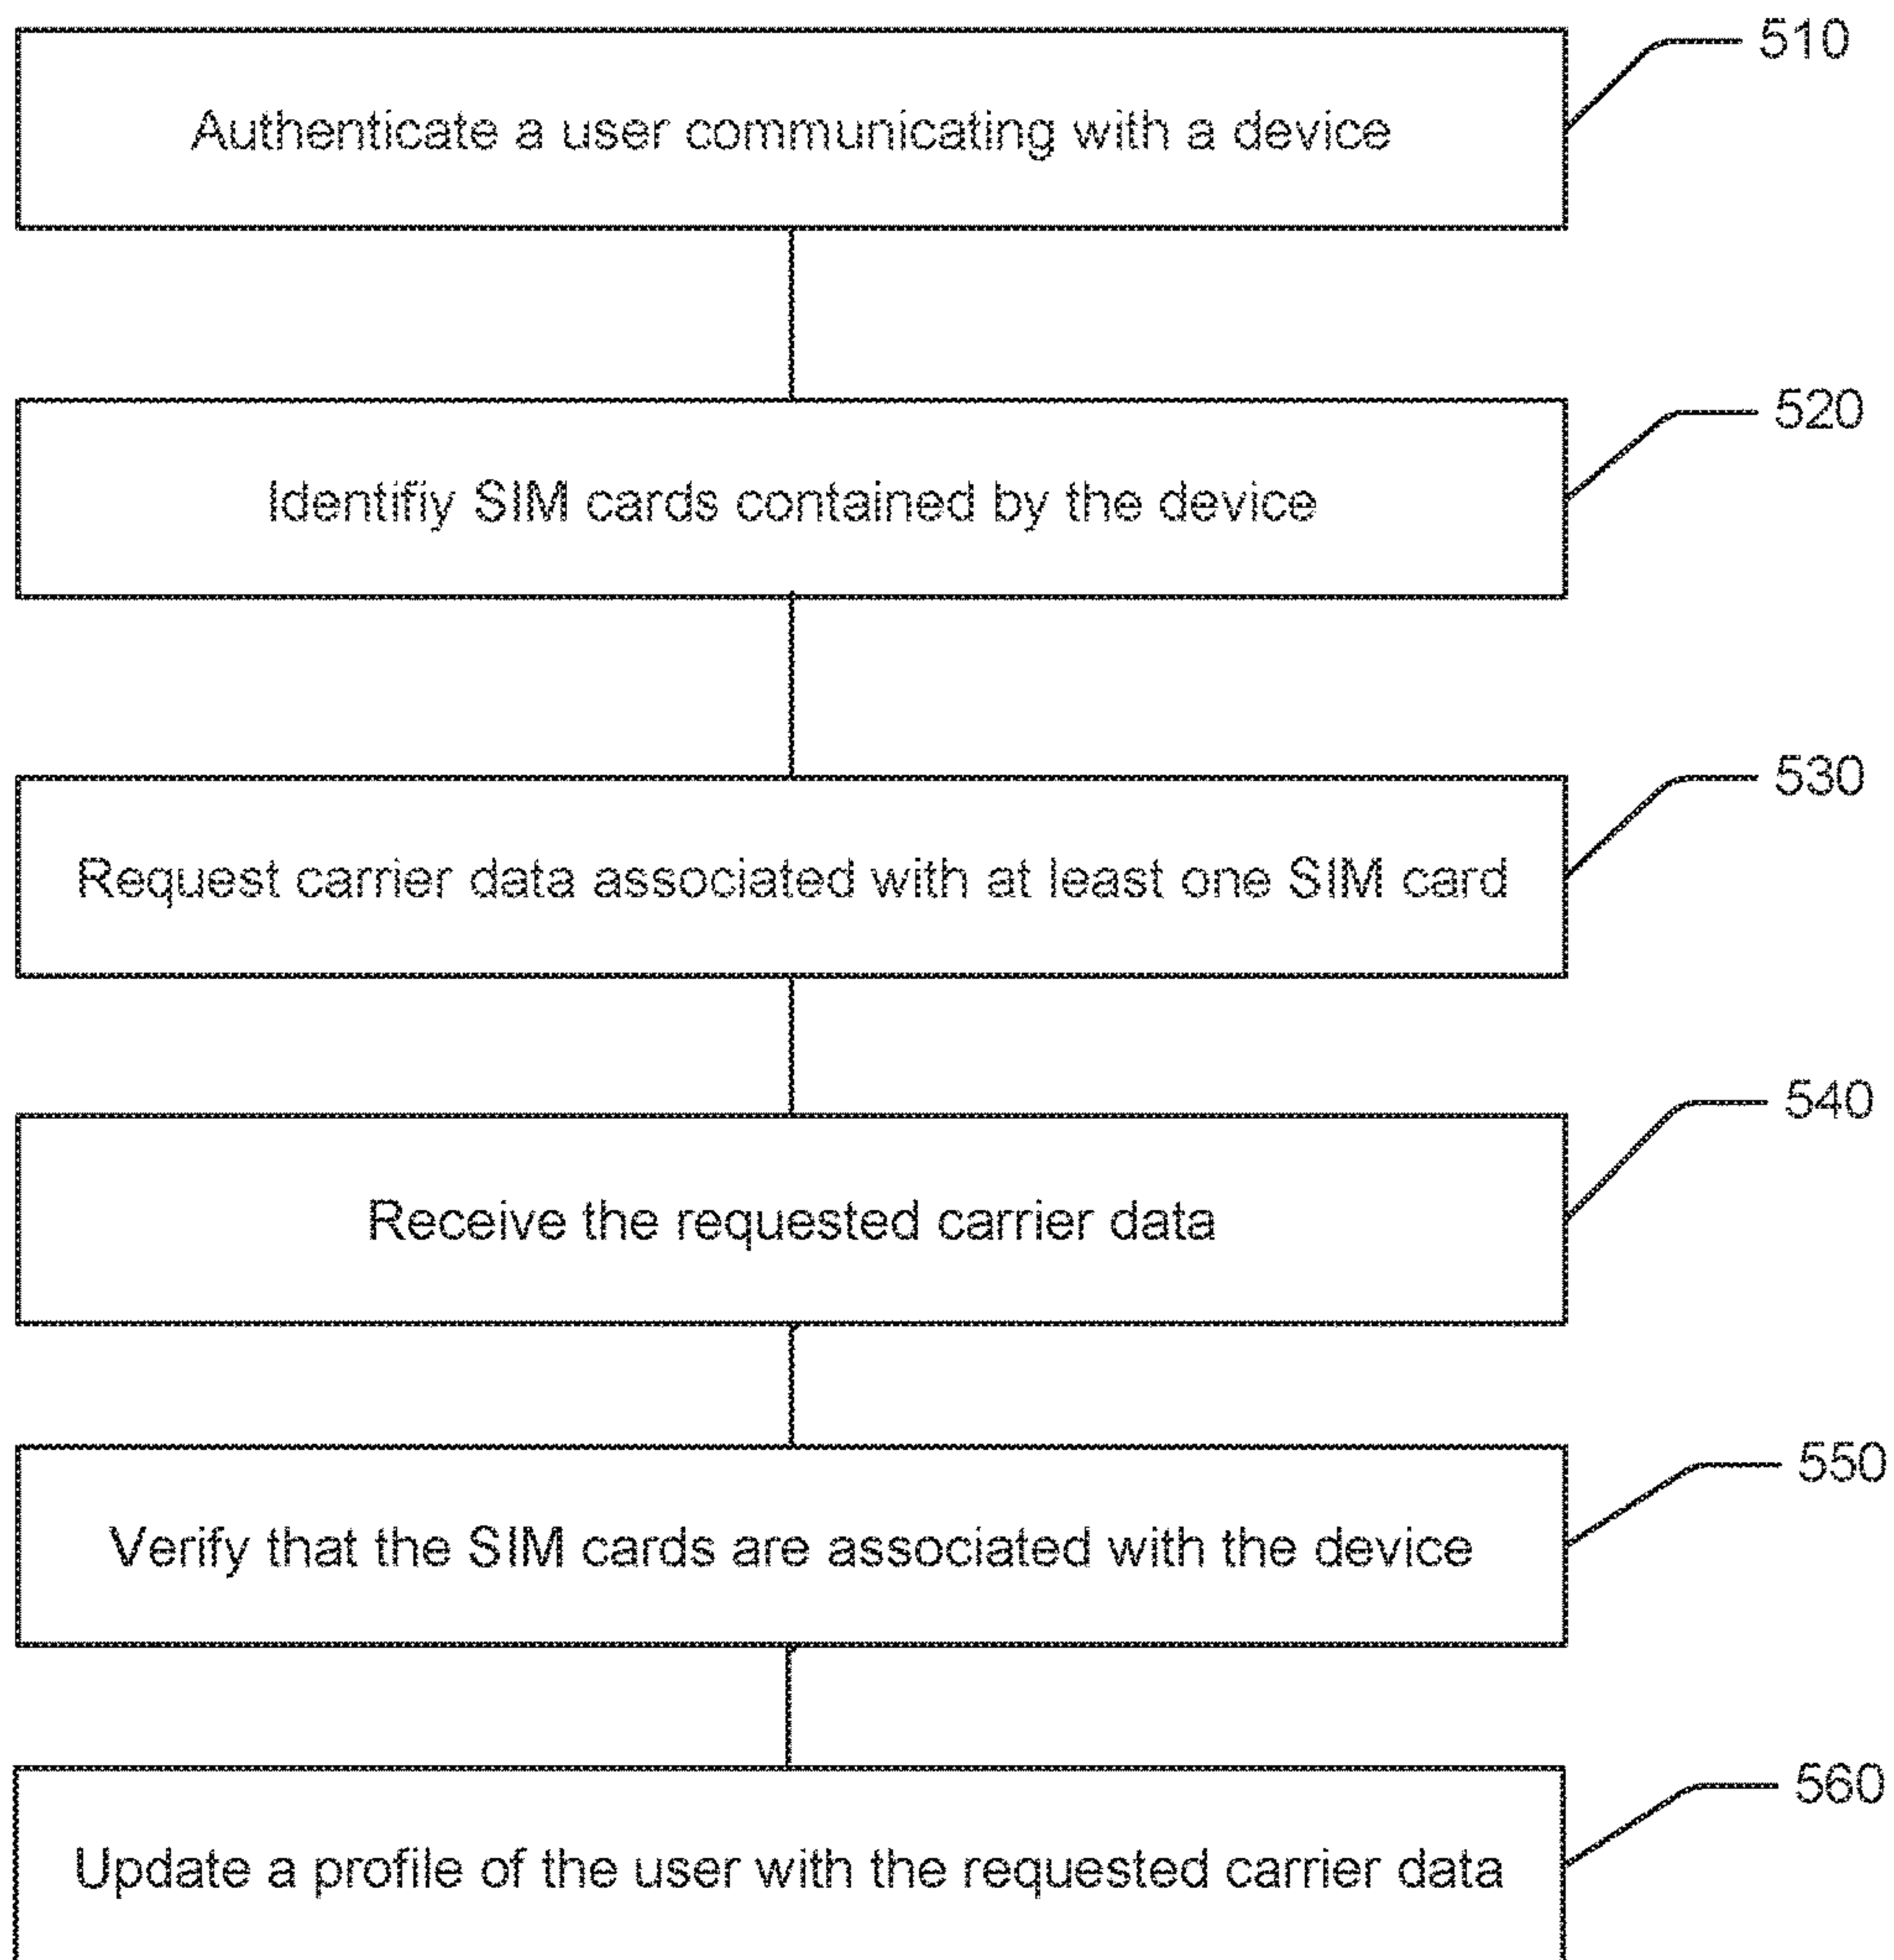 510
Authenticate a user communicating with a device
520
Identifiy SIM cards contained by the device
530
Request carrier data associated with at least one SIM card
540
Receive the requested carrier data
550
Verify that the SIM cards are associated with the device
560
Update a profile of the user with the requested carrier data